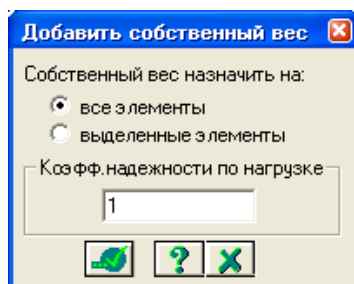 Добавить собственный вес
Собственный вес назначить на:
все элементы
выделенные элементы
Коэфф.надежности по нагрузке
1
?